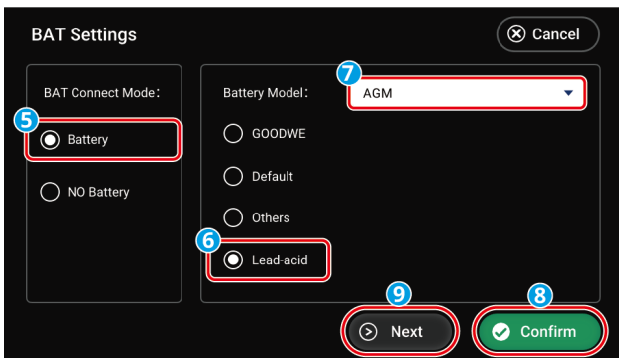 BAT Settings
Cancel
BAT Connect Mode:
5
Battery
NO Battery
Battery Model:
7
AGM
GOODWE
Default
Others
6
Lead-acid
9
Next
8
Confirm